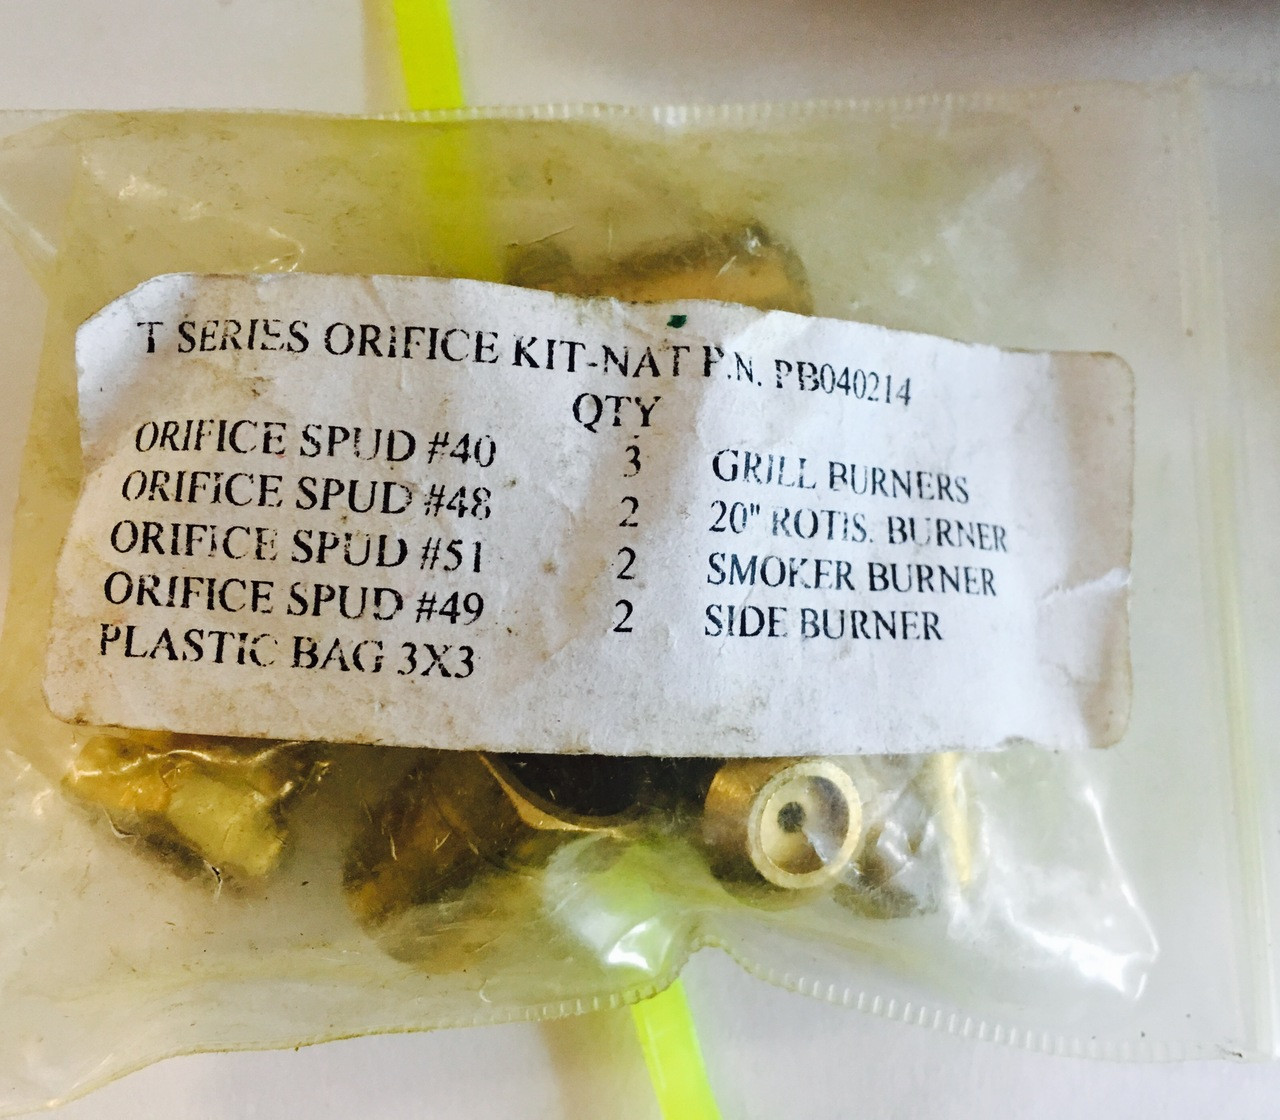 T SERIES ORIFICE KIT-NAT P.N. PB040214
QTY
ORIFICE SPUD #40 3 GRILL BURNERS
ORIFICE SPUD #48 2 20" ROTIS. BURNER
ORIFICE SPUD #51 2 SMOKER BURNER
ORIFICE SPUD #49 2 SIDE BURNER
PLASTIC BAG 3X3